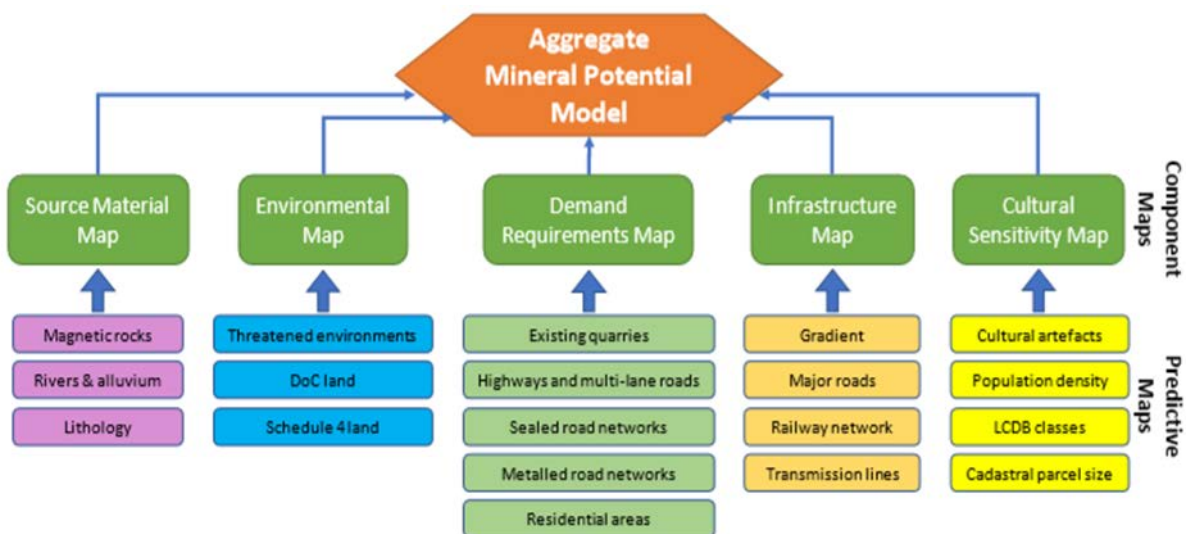 Aggregate
Mineral Potential
Model
Source Material
Map
Environmental
Map
Demand
Requirements Map
Infrastructure
Map
Cultural
Sensitivity Map
Component
Maps
Magnetic rocks
Rivers & alluvium
Lithology
Threatened environments
DoC land
Schedule 4 land
Existing quarries
Highways and multi-lane roads
Sealed road networks
Metalled road networks
Residential areas
Gradient
Major roads
Railway network
Transmission lines
Cultural artefacts
Population density
LCDB classes
Cadastral parcel size
Predictive
Maps